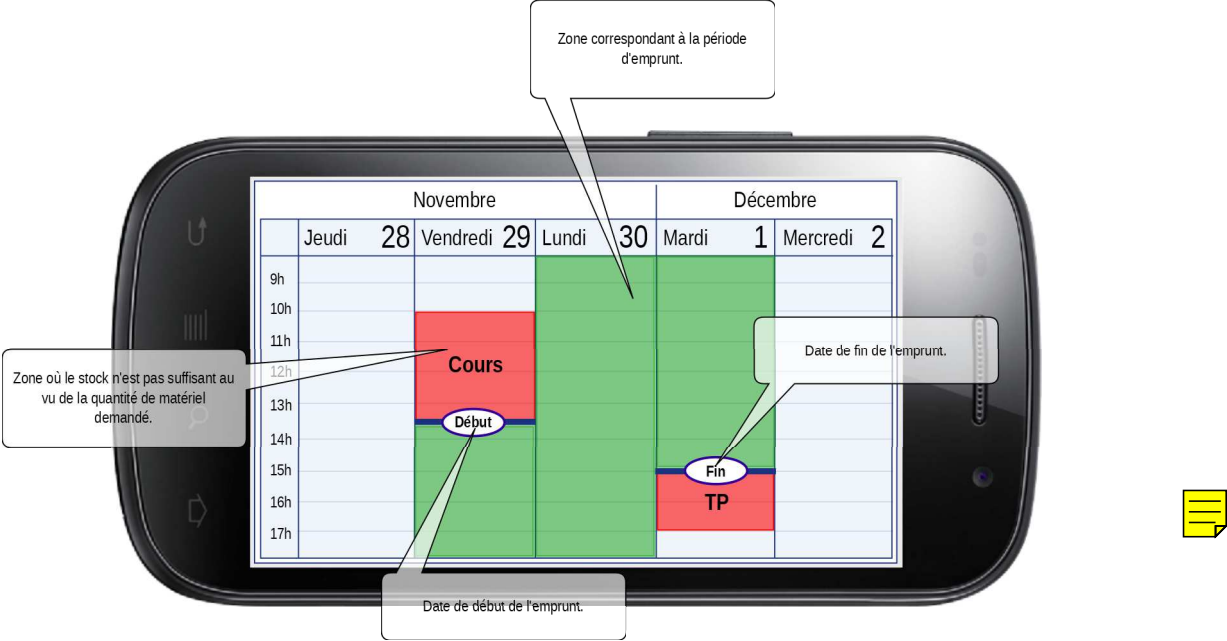 Zone correspondant à la période
d'emprunt.
Novembre
Décembre
Jeudi 28
Vendredi 29
Lundi 30
Mardi 1
Mercredi 2
9h
10h
11h
12h
13h
14h
15h
16h
17h
Cours
Début
Fin
TP
Zone où le stock n'est pas suffisant au
vu de la quantité de matériel
demandé.
Date de fin de l'emprunt.
Date de début de l'emprunt.